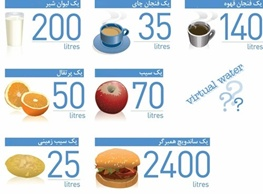 یک فنجان قهوه
140
litres
یک فنجان چای
35
litres
یک لیوان شیر
200
litres
virtual water
??
یک سیب
70
litres
یک پرتقال
50
litres
یک ساندویچ همبرگر
2400
litres
یک سیب زمینی
25
litres